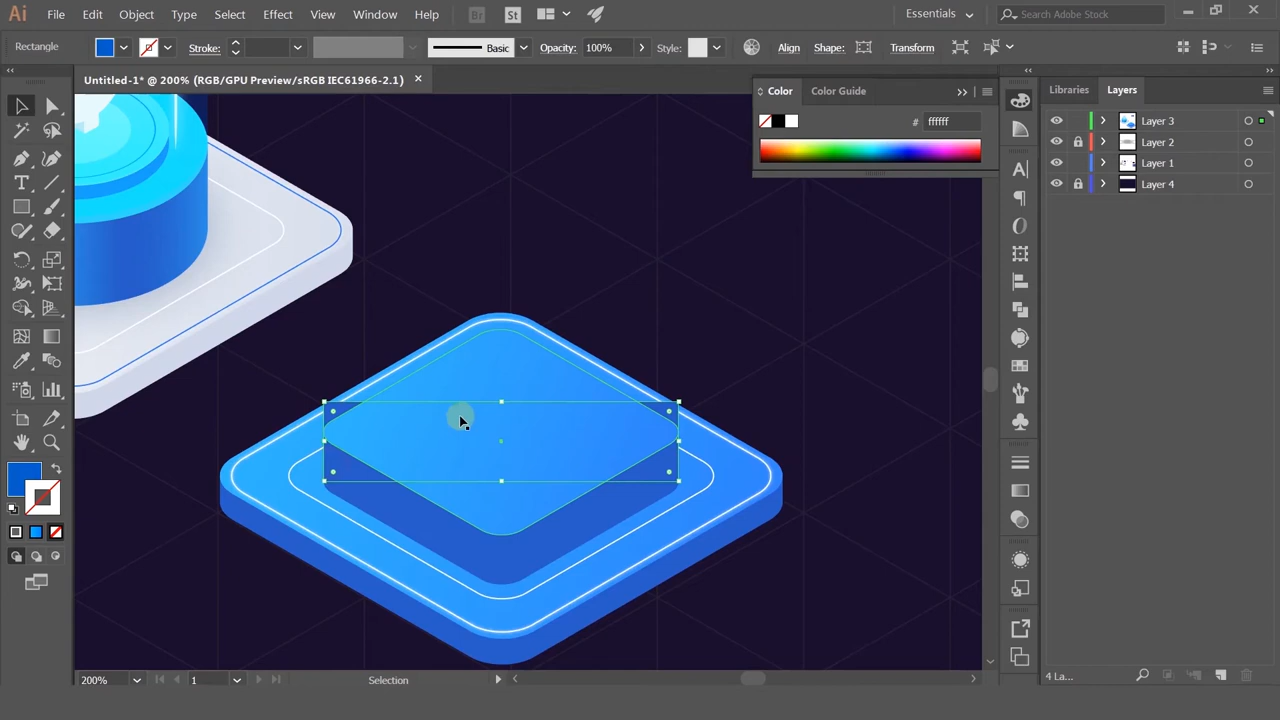 Ai File Edit Object Type Select Effect View Window Help Br St Essentials Search Adobe Stock
Rectangle Stroke: Basic Opacity: 100% Style: Align Shape: Transform
Untitled-1* @ 200% (RGB/GPU Preview/sRGB IEC61966-2.1)
Color Color Guide
# ffffff
Libraries Layers
Layer 3
Layer 2
Layer 1
Layer 4
200% 1 Selection
4 La...